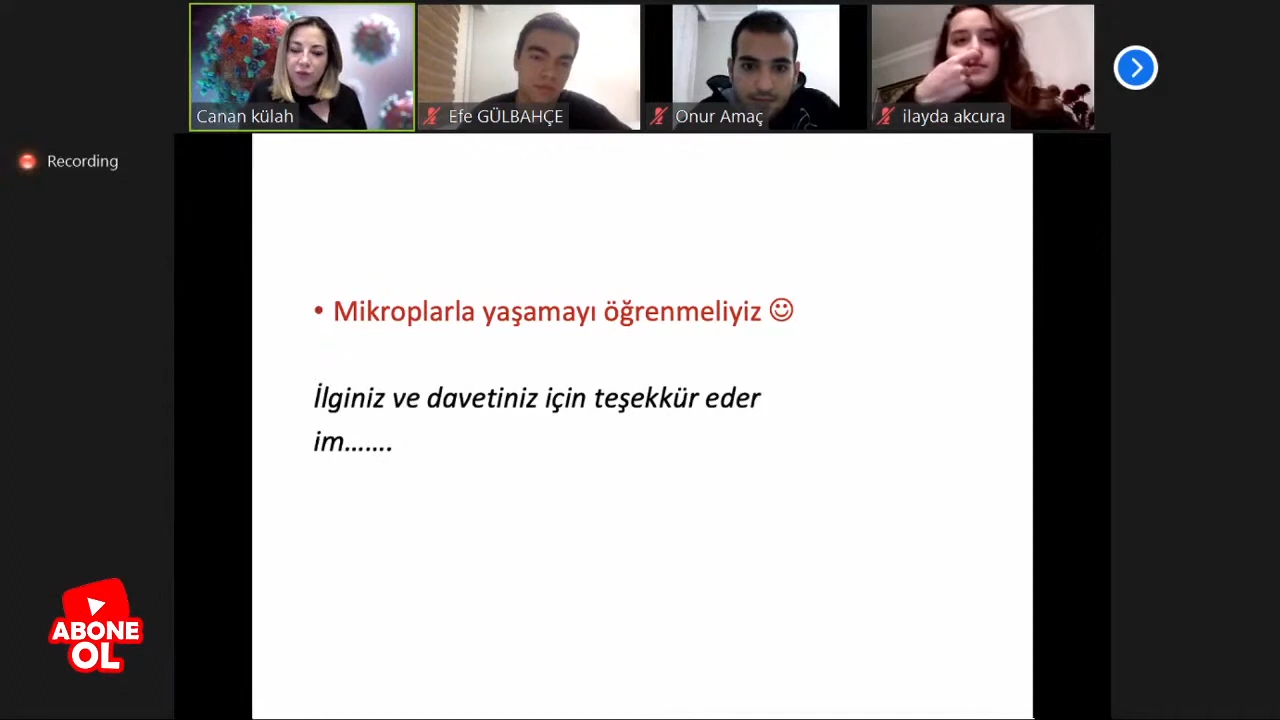 Canan külah
Efe GÜLBAHÇE
Onur Amaç
ilayda akcura
Recording
• Mikroplarla yaşamayı öğrenmeliyiz ☺
İlginiz ve davetiniz için teşekkür eder
im.......
ABONE
OL